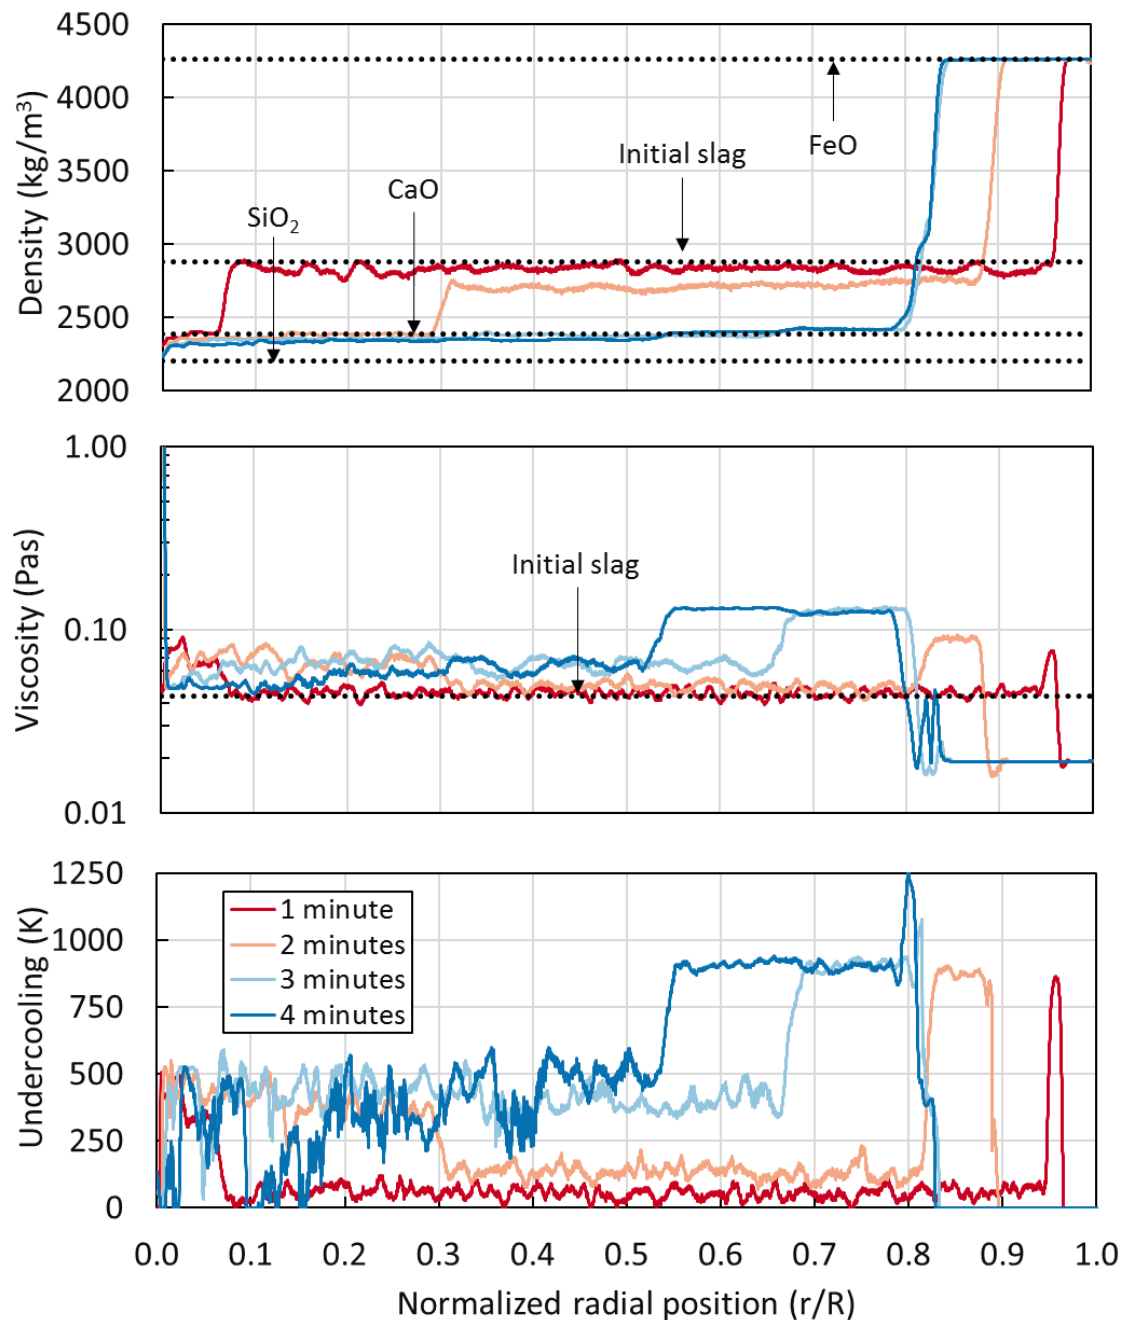 4500
4000
3500
3000
2500
2000
Density (kg/m³)
FeO
Initial slag
CaO
SiO₂
1.00
0.10
0.01
Viscosity (Pas)
Initial slag
1250
1000
750
500
250
0
Undercooling (K)
1 minute
2 minutes
3 minutes
4 minutes
0.0 0.1 0.2 0.3 0.4 0.5 0.6 0.7 0.8 0.9 1.0
Normalized radial position (r/R)